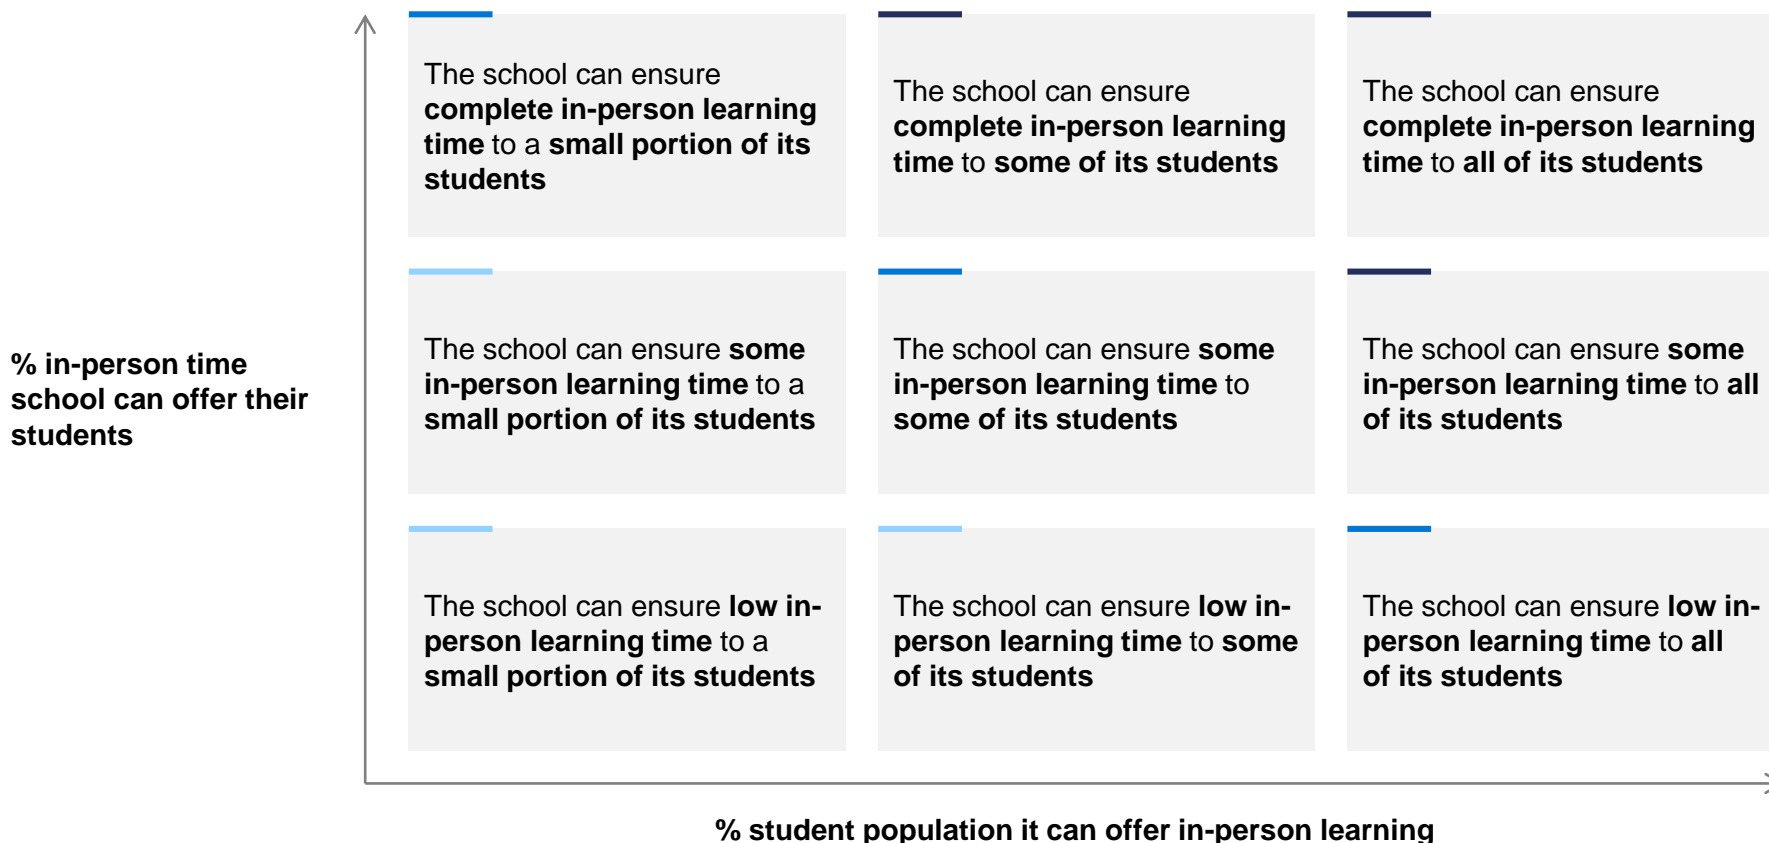 The school can ensure
complete in-person learning
time to a small portion of its
students
The school can ensure
complete in-person learning
time to some of its students
The school can ensure
complete in-person learning
time to all of its students
% in-person time
school can offer their
students
The school can ensure some
in-person learning time to a
small portion of its students
The school can ensure some
in-person learning time to
some of its students
The school can ensure some
in-person learning time to all
of its students
The school can ensure low in-
person learning time to a
small portion of its students
The school can ensure low in-
person learning time to some
of its students
The school can ensure low in-
person learning time to all
of its students
% student population it can offer in-person learning